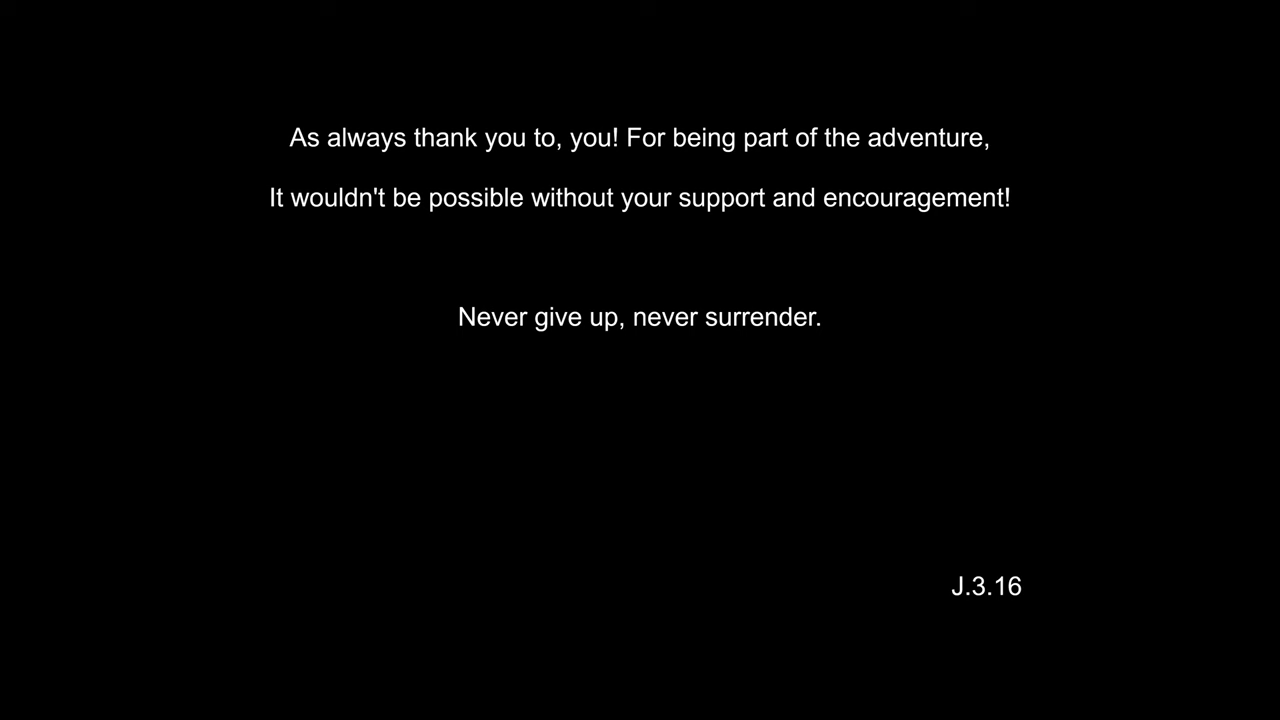 As always thank you to, you! For being part of the adventure,
It wouldn't be possible without your support and encouragement!
Never give up, never surrender.
J.3.16